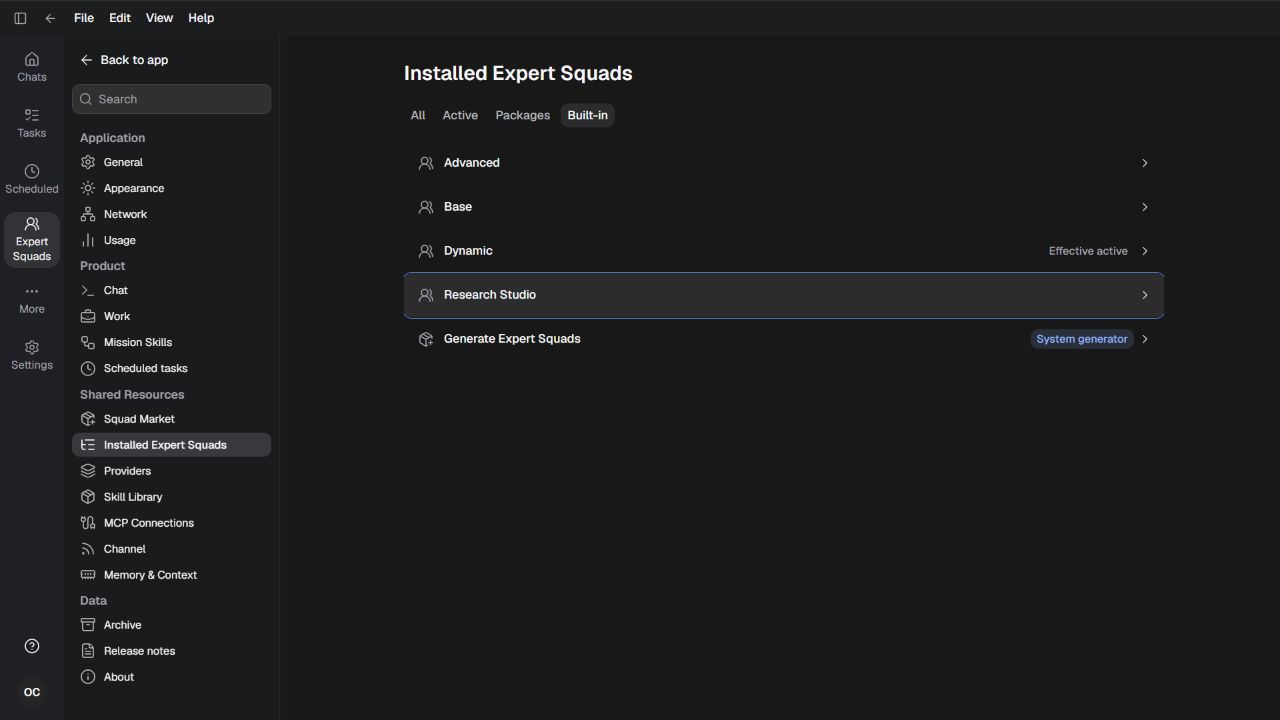 File Edit View Help
Chats
Tasks
Scheduled
Expert
Squads
More
Settings
OC
Back to app
Search
Application
General
Appearance
Network
Usage
Product
Chat
Work
Mission Skills
Scheduled tasks
Shared Resources
Squad Market
Installed Expert Squads
Providers
Skill Library
MCP Connections
Channel
Memory & Context
Data
Archive
Release notes
About
Installed Expert Squads
All Active Packages Built-in
Advanced
Base
Dynamic Effective active
Research Studio
Generate Expert Squads System generator